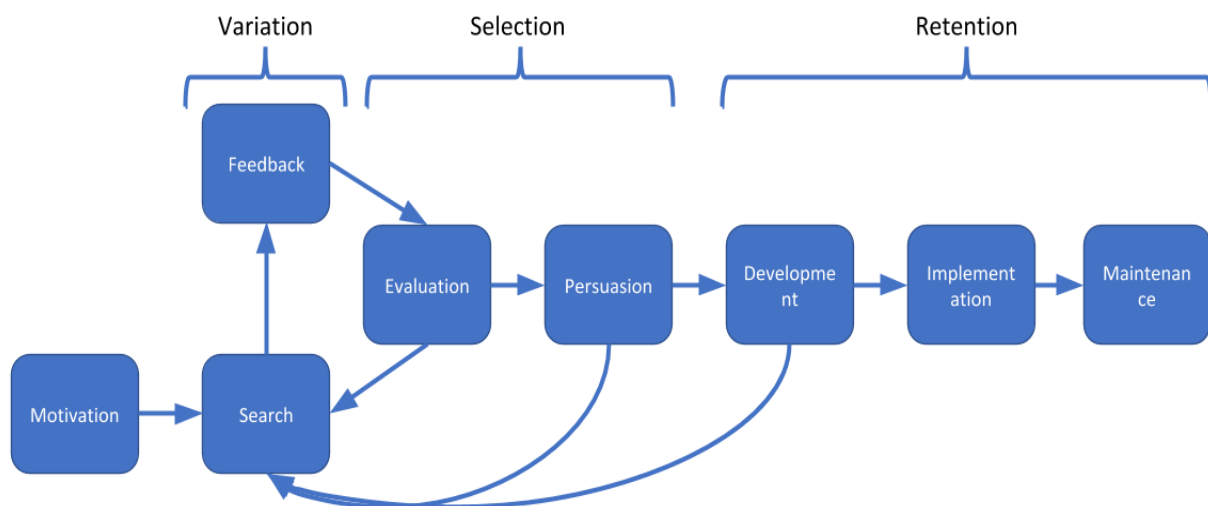 Variation
Selection
Retention
Feedback
Evaluation
Persuasion
Developme
nt
Implement
ation
Maintenan
ce
Motivation
Search